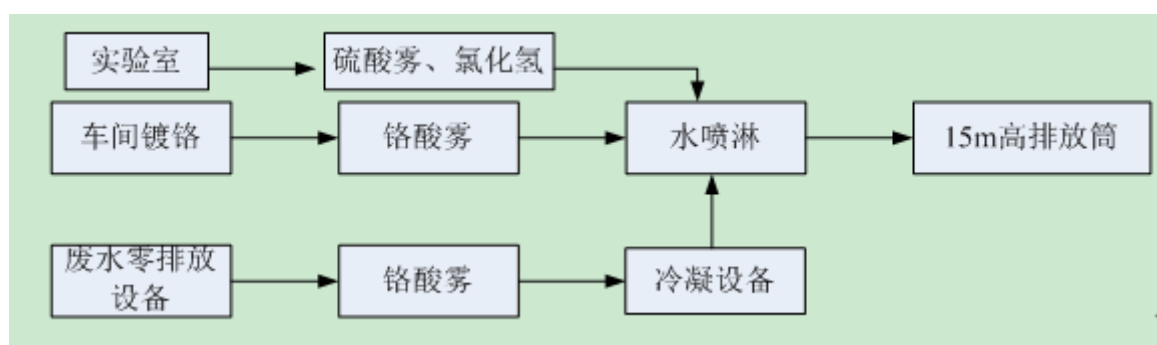 实验室
硫酸雾、氯化氢
车间镀铬
铬酸雾
水喷淋
15m高排放筒
废水零排放
设备
铬酸雾
冷凝设备